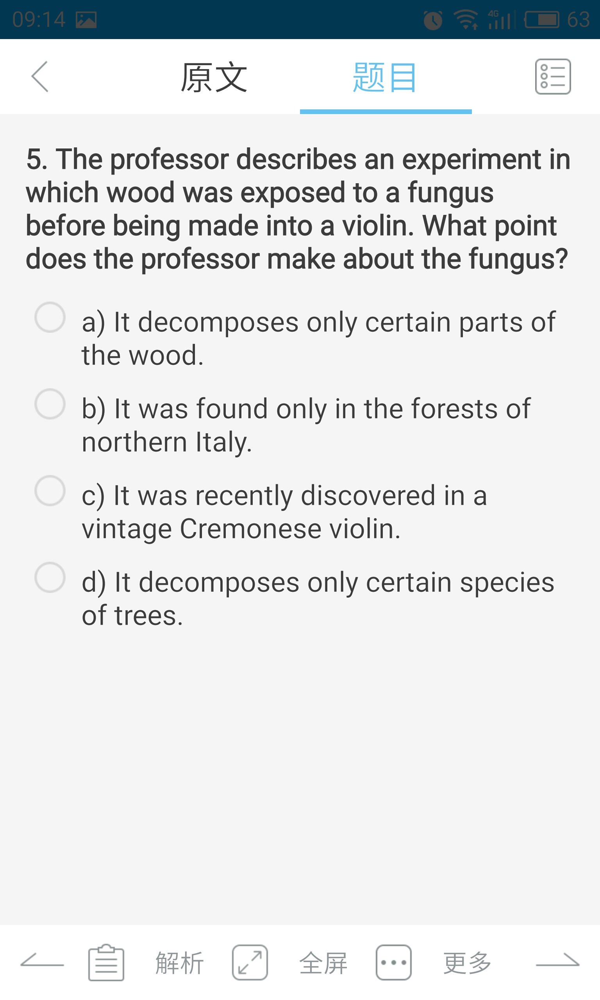 09:14
4G
63
原文
题目
5. The professor describes an experiment in
which wood was exposed to a fungus
before being made into a violin. What point
does the professor make about the fungus?
a) It decomposes only certain parts of
the wood.
b) It was found only in the forests of
northern Italy.
c) It was recently discovered in a
vintage Cremonese violin.
d) It decomposes only certain species
of trees.
解析
全屏
更多